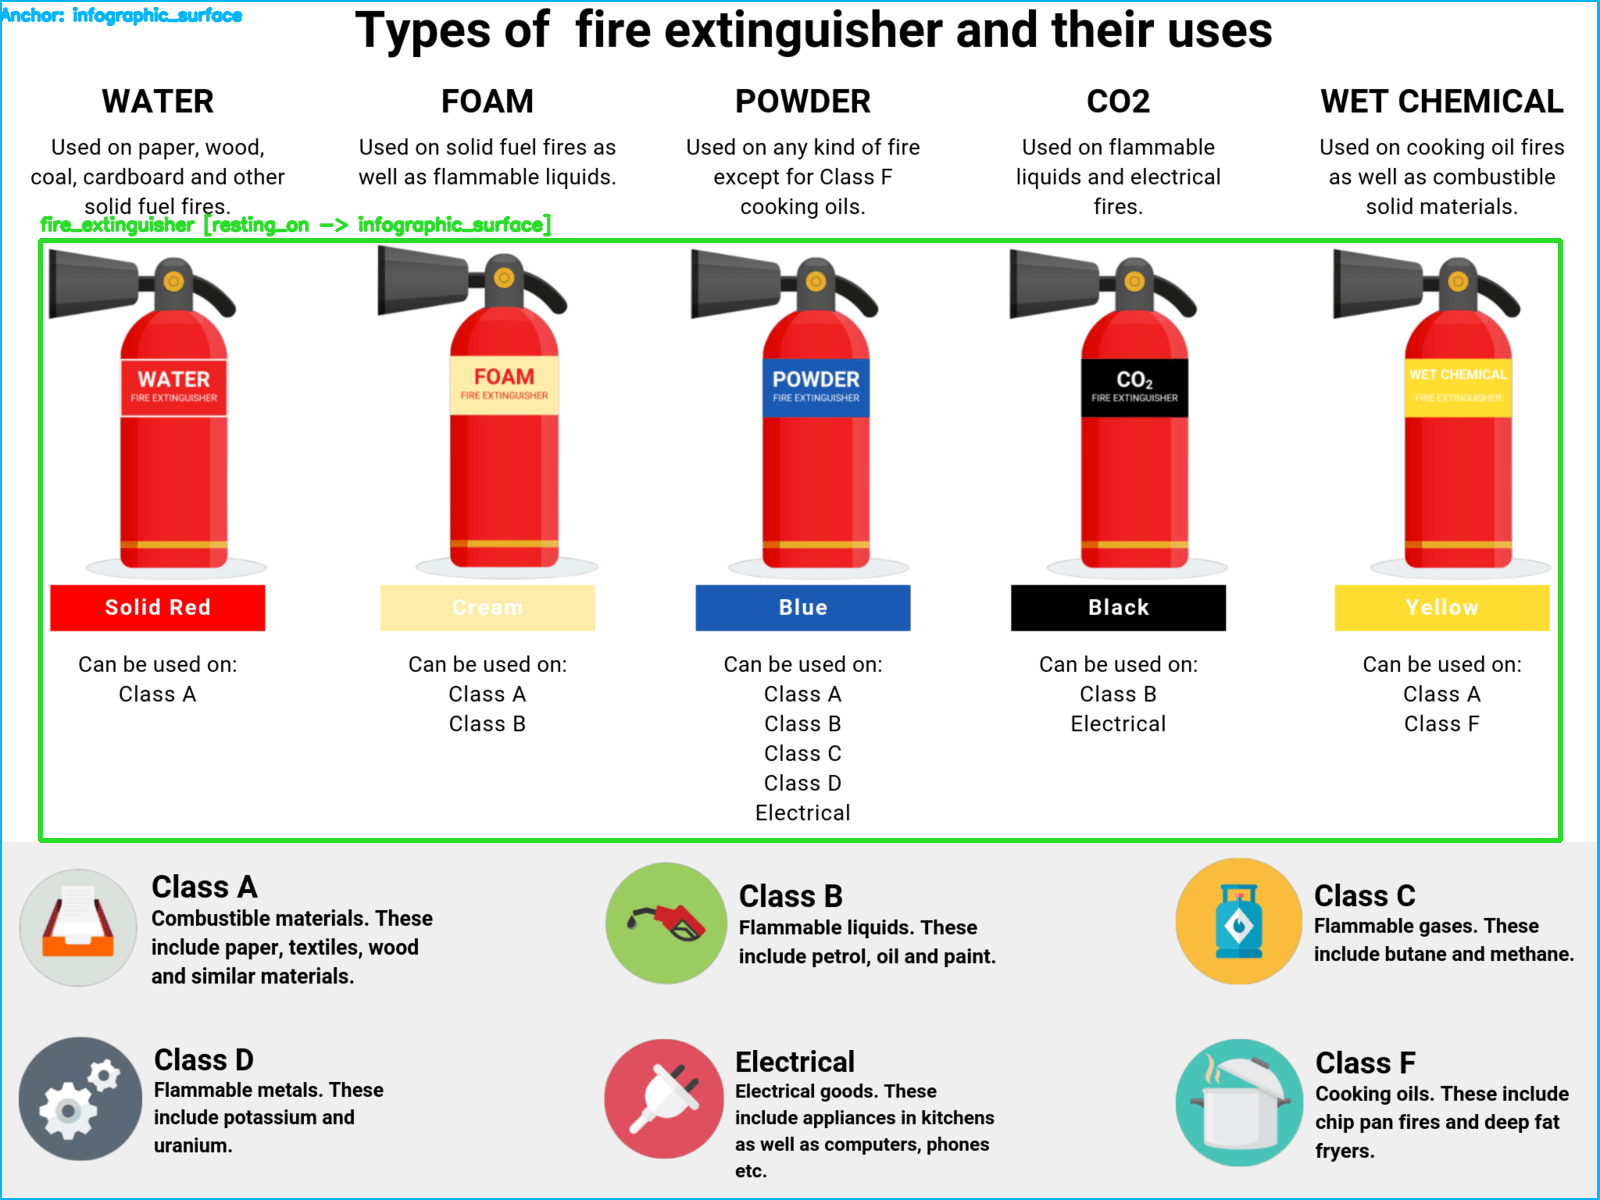 Anchor: infographic_surface
Types of fire extinguisher and their uses
WATER
Used on paper, wood,
coal, cardboard and other
solid fuel fires.
FOAM
Used on solid fuel fires as
well as flammable liquids.
POWDER
Used on any kind of fire
except for Class F
cooking oils.
CO2
Used on flammable
liquids and electrical
fires.
WET CHEMICAL
Used on cooking oil fires
as well as combustible
solid materials.
fire_extinguisher [resting_on -> infographic_surface]
WATER
FIRE EXTINGUISHER
FOAM
FIRE EXTINGUISHER
POWDER
FIRE EXTINGUISHER
CO₂
FIRE EXTINGUISHER
WET CHEMICAL
FIRE EXTINGUISHER
Solid Red
Cream
Blue
Black
Yellow
Can be used on:
Class A
Can be used on:
Class A
Class B
Can be used on:
Class A
Class B
Class C
Class D
Electrical
Can be used on:
Class B
Electrical
Can be used on:
Class A
Class F
Class A
Combustible materials. These
include paper, textiles, wood
and similar materials.
Class B
Flammable liquids. These
include petrol, oil and paint.
Class C
Flammable gases. These
include butane and methane.
Class D
Flammable metals. These
include potassium and
uranium.
Electrical
Electrical goods. These
include appliances in kitchens
as well as computers, phones
etc.
Class F
Cooking oils. These include
chip pan fires and deep fat
fryers.